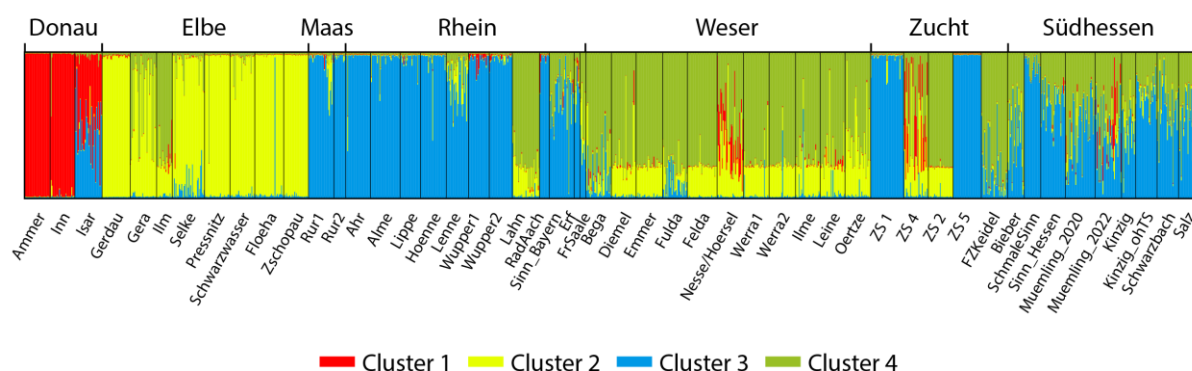 Donau Elbe Maas Rhein Weser Zucht Südhessen
Ammer
Inn
Isar
Gerdau
Gera
Ilm
Selke
Pressnitz
Schwarzwasser
Floeha
Zschopau
Rur1
Rur2
Ahr
Alme
Lippe
Hoenne
Lenne
Wupper1
Wupper2
Lahn
RadAach
Sinn_Bayern
Erf
FrSaale
Bega
Diemel
Emmer
Fulda
Felda
Nesse/Hoersel
Werra1
Werra2
Ilme
Leine
Oertze
ZS 1
ZS 4
ZS 2
ZS 5
FZKeidel
Bieber
SchmaleSinn
Sinn_Hessen
Muemling_2020
Muemling_2022
Kinzig
Kinzig_ohTS
Schwarzbach
Salz
Cluster 1 Cluster 2 Cluster 3 Cluster 4